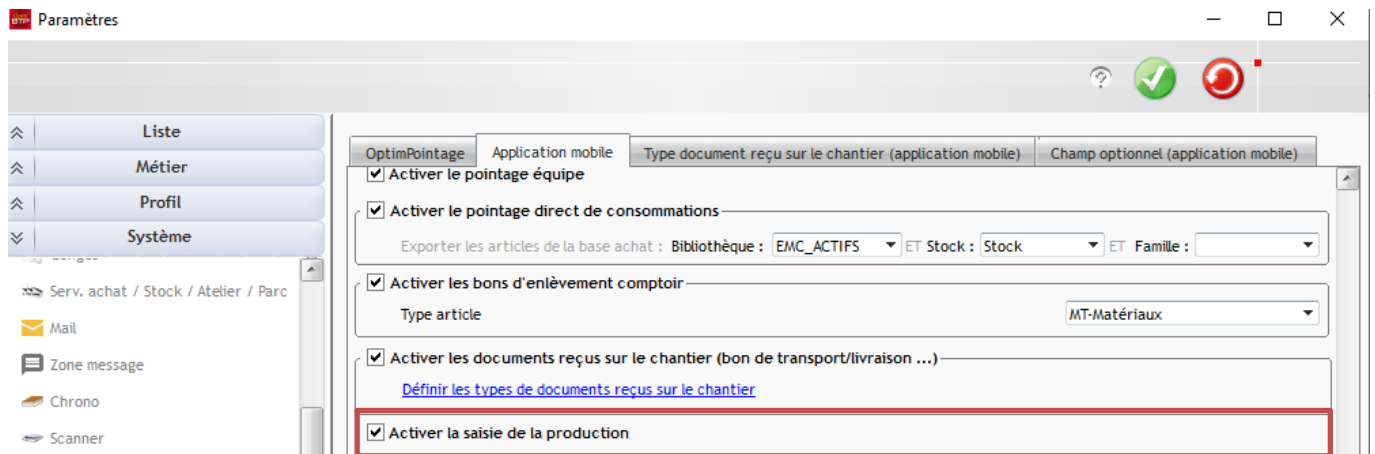 Paramètres
Liste
Métier
Profil
Système
Serv. achat / Stock / Atelier / Parc
Mail
Zone message
Chrono
Scanner
OptimPointage Application mobile Type document reçu sur le chantier (application mobile) Champ optionnel (application mobile)
Activer le pointage équipe
Activer le pointage direct de consommations
Exporter les articles de la base achat : Bibliothèque : EMC_ACTIFS ET Stock : Stock ET Famille :
Activer les bons d'enlèvement comptoir
Type article MT-Matériaux
Activer les documents reçus sur le chantier (bon de transport/livraison ...)
Définir les types de documents reçus sur le chantier
Activer la saisie de la production